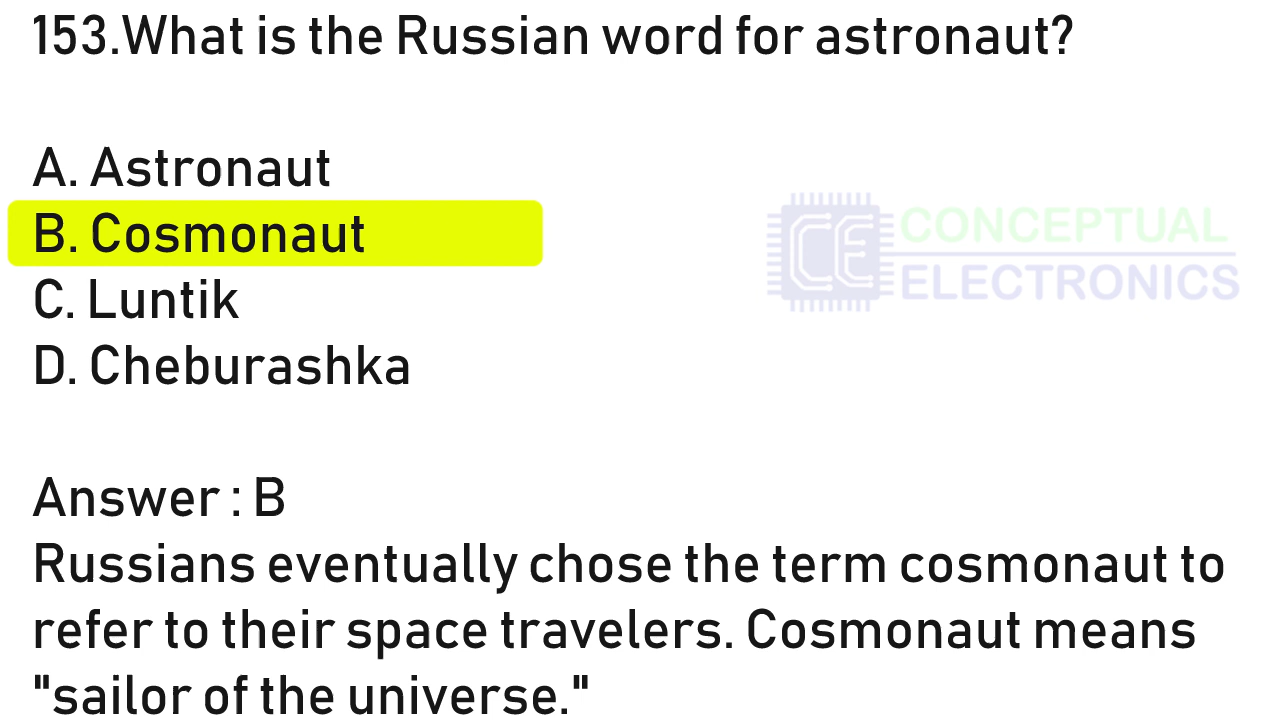 153.What is the Russian word for astronaut?
A. Astronaut
B. Cosmonaut
C. Luntik
D. Cheburashka
CE CONCEPTUAL
ELECTRONICS
Answer : B
Russians eventually chose the term cosmonaut to
refer to their space travelers. Cosmonaut means
"sailor of the universe."